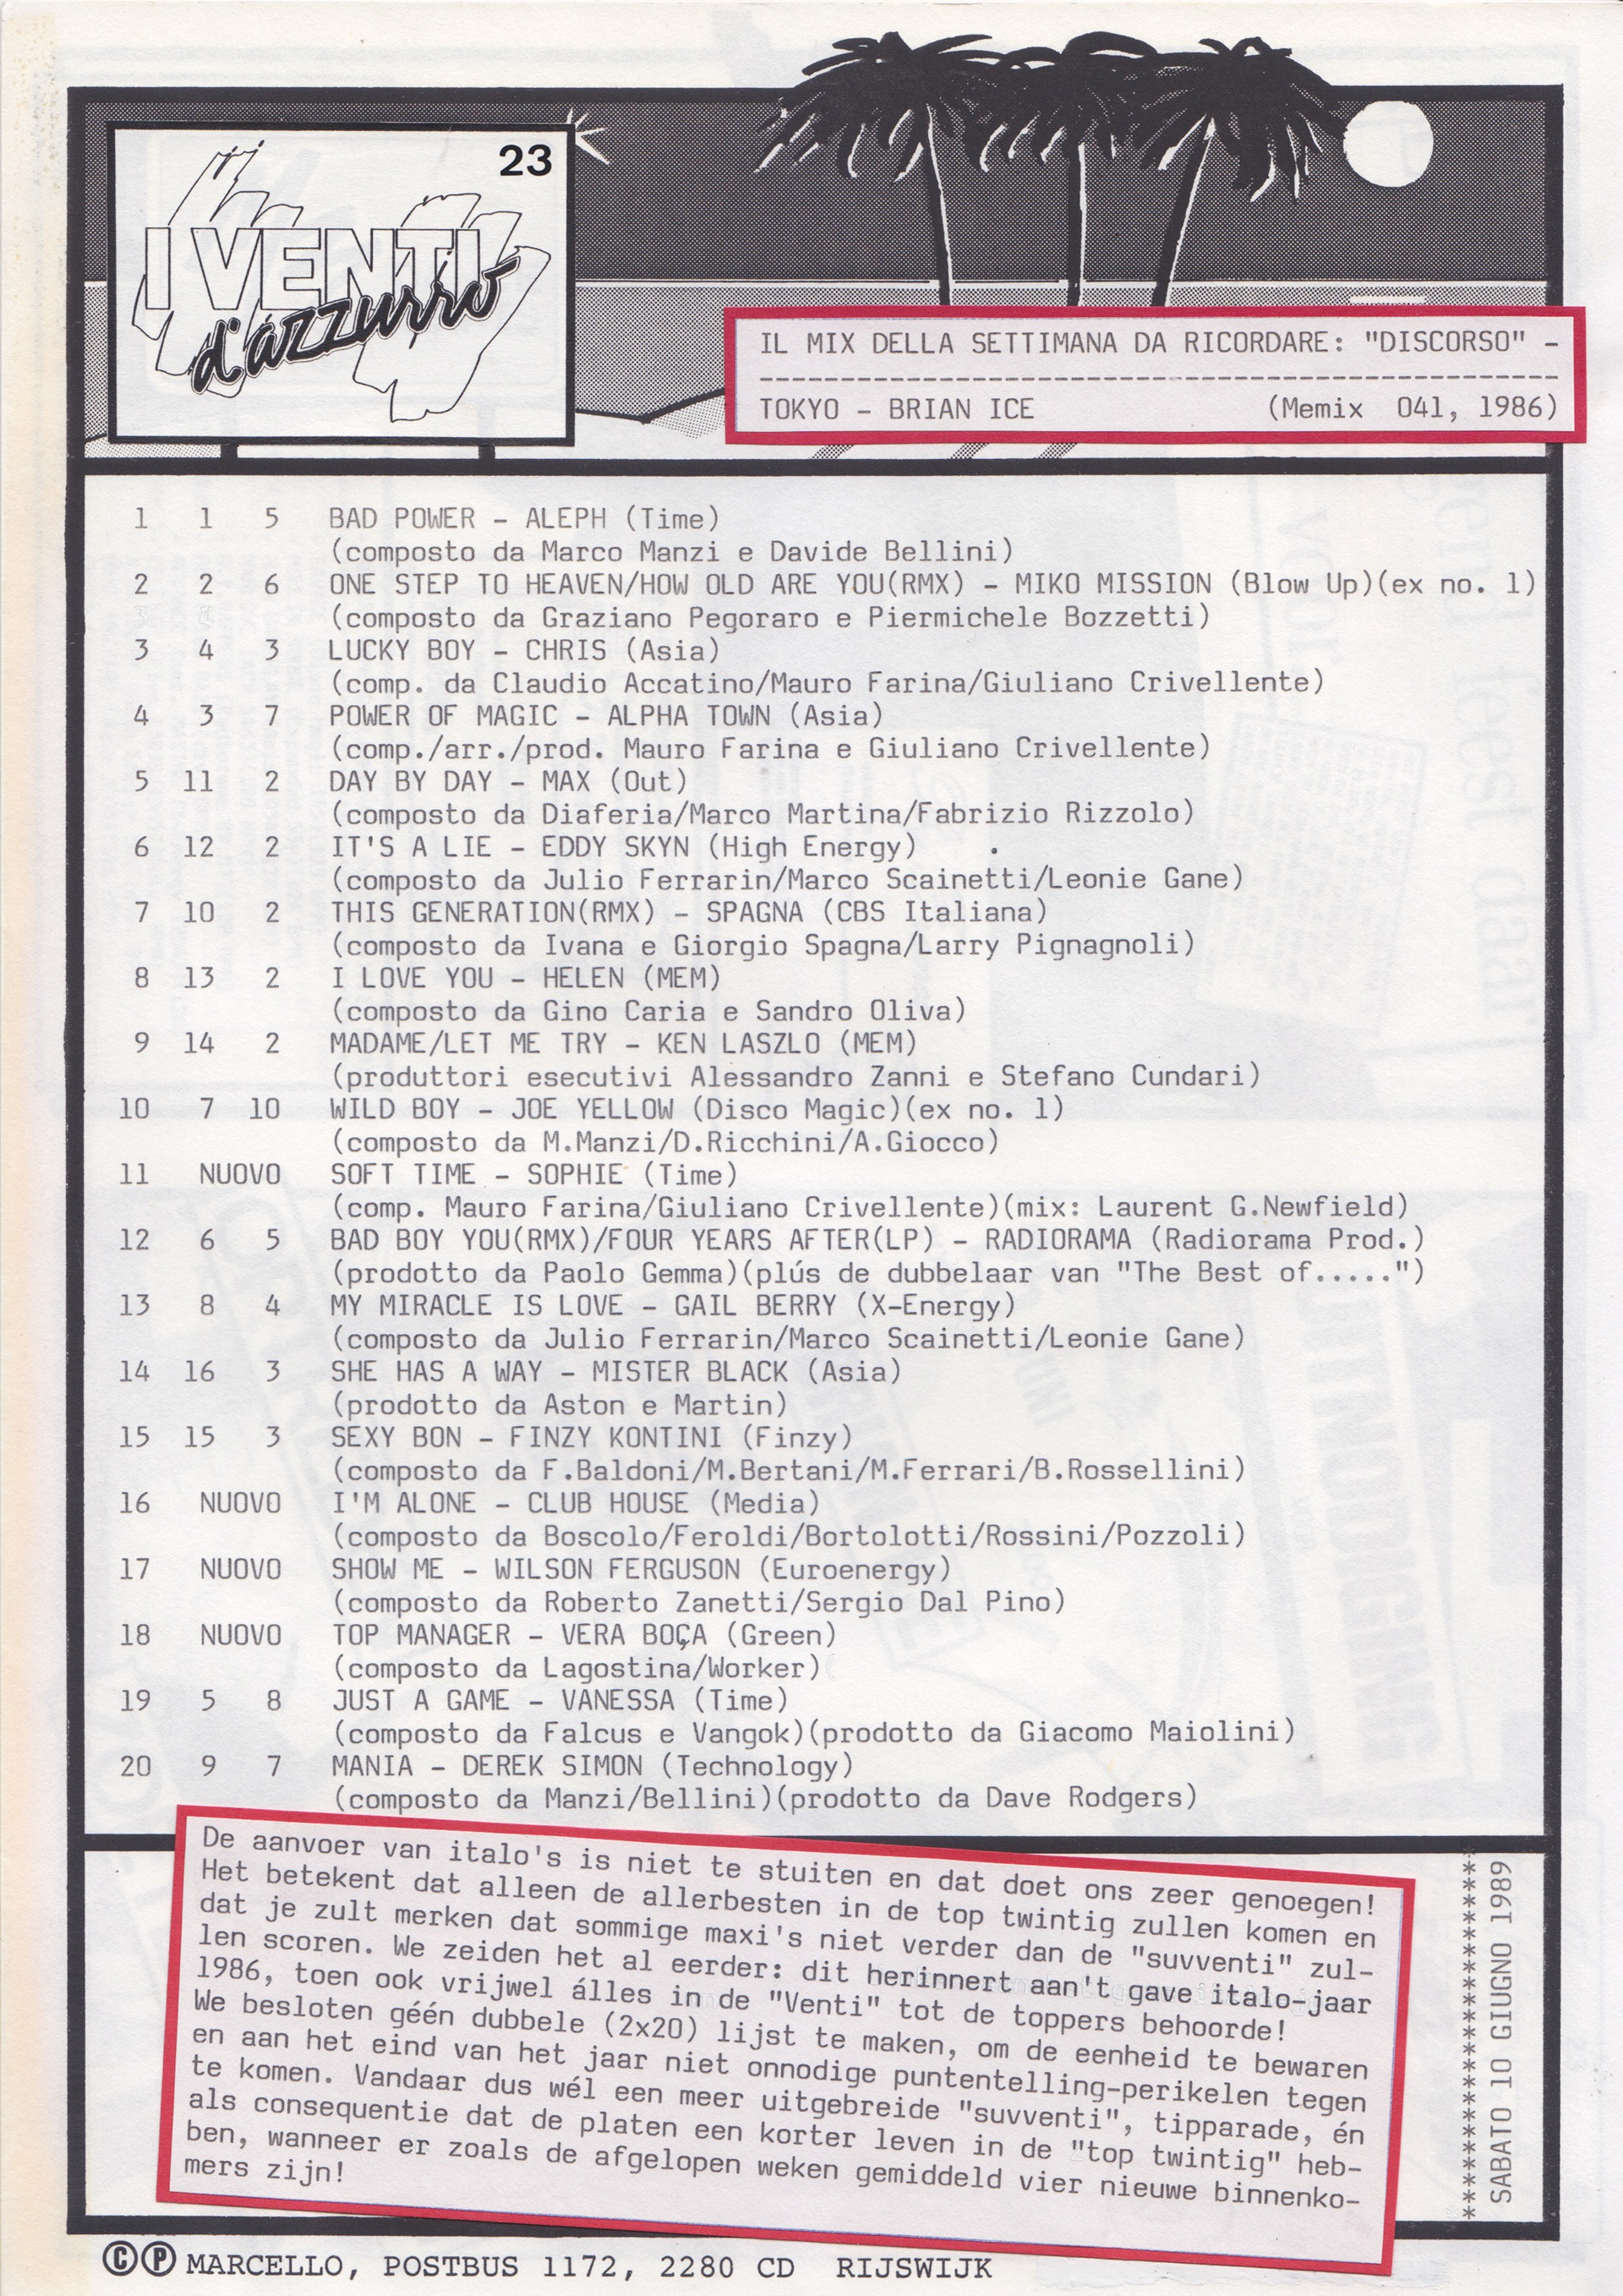 23
I VENTI
d'azzurro
IL MIX DELLA SETTIMANA DA RICORDARE: "DISCORSO" -
TOKYO - BRIAN ICE (Memix 041, 1986)
1 1 5 BAD POWER - ALEPH (Time)
(composto da Marco Manzi e Davide Bellini)
2 2 6 ONE STEP TO HEAVEN/HOW OLD ARE YOU(RMX) - MIKO MISSION (Blow Up)(ex no. 1)
(composto da Graziano Pegoraro e Piermichele Bozzetti)
3 4 3 LUCKY BOY - CHRIS (Asia)
(comp. da Claudio Accatino/Mauro Farina/Giuliano Crivellente)
4 3 7 POWER OF MAGIC - ALPHA TOWN (Asia)
(comp./arr./prod. Mauro Farina e Giuliano Crivellente)
5 11 2 DAY BY DAY - MAX (Out)
(composto da Diaferia/Marco Martina/Fabrizio Rizzolo)
6 12 2 IT'S A LIE - EDDY SKYN (High Energy)
(composto da Julio Ferrarin/Marco Scainetti/Leonie Gane)
7 10 2 THIS GENERATION(RMX) - SPAGNA (CBS Italiana)
(composto da Ivana e Giorgio Spagna/Larry Pignagnoli)
8 13 2 I LOVE YOU - HELEN (MEM)
(composto da Gino Caria e Sandro Oliva)
9 14 2 MADAME/LET ME TRY - KEN LASZLO (MEM)
(produttori esecutivi Alessandro Zanni e Stefano Cundari)
10 7 10 WILD BOY - JOE YELLOW (Disco Magic)(ex no. 1)
(composto da M.Manzi/D.Ricchini/A.Giocco)
11 NUOVO SOFT TIME - SOPHIE (Time)
(comp. Mauro Farina/Giuliano Crivellente)(mix: Laurent G.Newfield)
12 6 5 BAD BOY YOU(RMX)/FOUR YEARS AFTER(LP) - RADIORAMA (Radiorama Prod.)
(prodotto da Paolo Gemma)(plús de dubbelaar van "The Best of.....")
13 8 4 MY MIRACLE IS LOVE - GAIL BERRY (X-Energy)
(composto da Julio Ferrarin/Marco Scainetti/Leonie Gane)
14 16 3 SHE HAS A WAY - MISTER BLACK (Asia)
(prodotto da Aston e Martin)
15 15 3 SEXY BON - FINZY KONTINI (Finzy)
(composto da F.Baldoni/M.Bertani/M.Ferrari/B.Rossellini)
16 NUOVO I'M ALONE - CLUB HOUSE (Media)
(composto da Boscolo/Feroldi/Bortolotti/Rossini/Pozzoli)
17 NUOVO SHOW ME - WILSON FERGUSON (Euroenergy)
(composto da Roberto Zanetti/Sergio Dal Pino)
18 NUOVO TOP MANAGER - VERA BOÇA (Green)
(composto da Lagostina/Worker)
19 5 8 JUST A GAME - VANESSA (Time)
(composto da Falcus e Vangok)(prodotto da Giacomo Maiolini)
20 9 7 MANIA - DEREK SIMON (Technology)
(composto da Manzi/Bellini)(prodotto da Dave Rodgers)
De aanvoer van italo's is niet te stuiten en dat doet ons zeer genoegen!
Het betekent dat alleen de allerbesten in de top twintig zullen komen en
dat je zult merken dat sommige maxi's niet verder dan de "suvventi" zul-
len scoren. We zeiden het al eerder: dit herinnert aan't gave italo-jaar
1986, toen ook vrijwel álles in de "Venti" tot de toppers behoorde!
We besloten géén dubbele (2x20) lijst te maken, om de eenheid te bewaren
en aan het eind van het jaar niet onnodige puntentelling-perikelen tegen
te komen. Vandaar dus wél een meer uitgebreide "suvventi", tipparade, én
als consequentie dat de platen een korter leven in de "top twintig" heb-
ben, wanneer er zoals de afgelopen weken gemiddeld vier nieuwe binnenko-
mers zijn!
SABATO 10 GIUGNO 1989
©℗ MARCELLO, POSTBUS 1172, 2280 CD RIJSWIJK